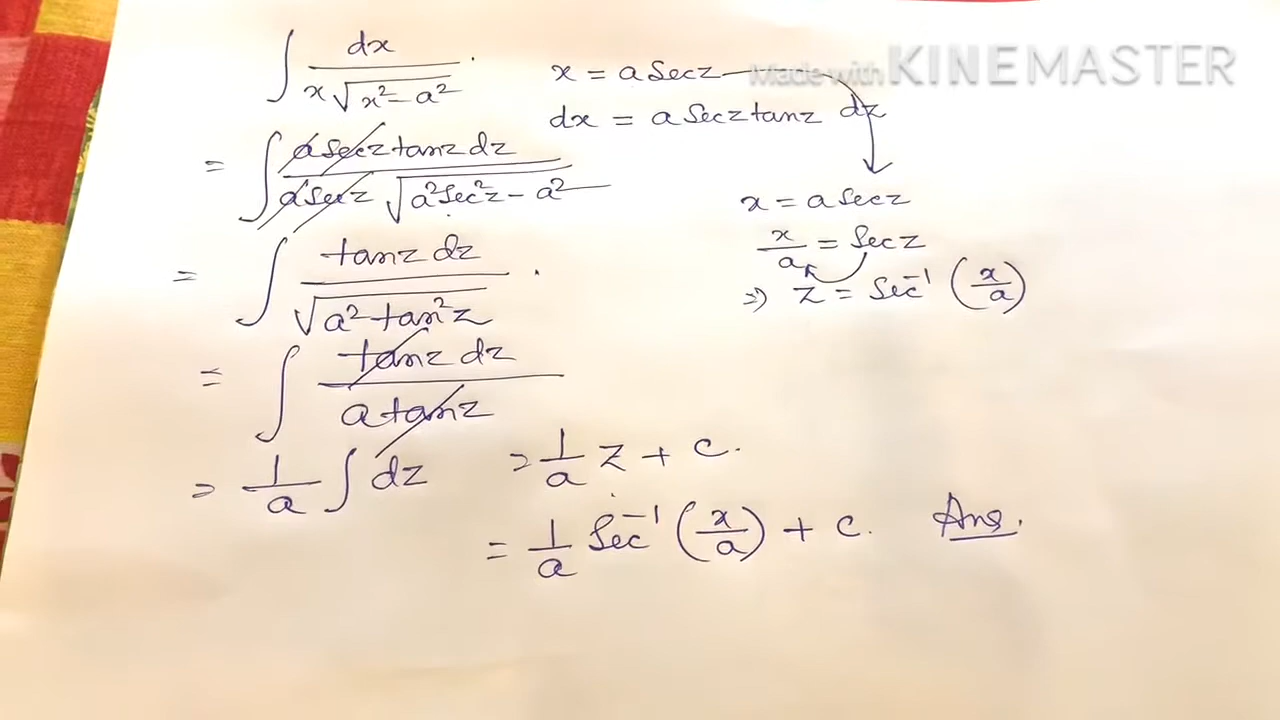 ∫ dx / x√(x² − a²) .
x = a Sec z
Made with KINEMASTER
dx = a Sec z tan z dz
= ∫ a Sec z tan z dz / a Sec z √(a² Sec² z − a²)
x = a Sec z
x/a = Sec z
⇒ z = Sec⁻¹ (x/a)
= ∫ tan z dz / √(a² tan² z) .
= ∫ tan z dz / a tan z
= 1/a ∫ dz
= 1/a z + c.
= 1/a Sec⁻¹ (x/a) + c. Ans.